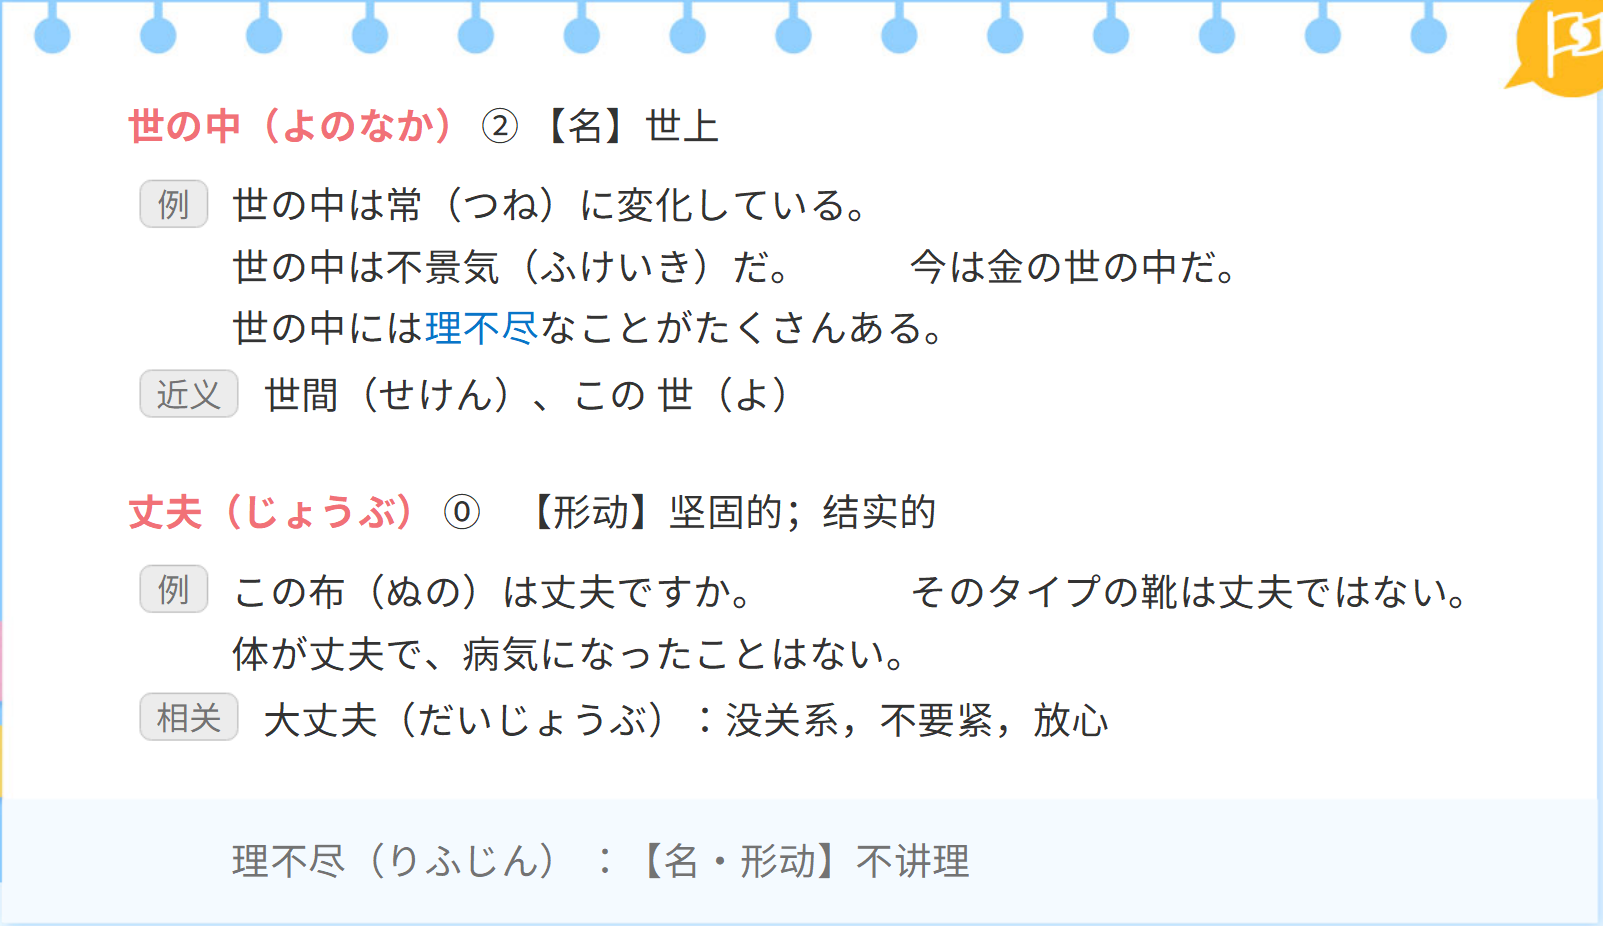 世の中（よのなか） ② 【名】世上
例 世の中は常（つね）に変化している。
世の中は不景気（ふけいき）だ。 今は金の世の中だ。
世の中には理不尽なことがたくさんある。
近义 世間（せけん）、この 世（よ）
丈夫（じょうぶ） ⓪ 【形动】坚固的；结实的
例 この布（ぬの）は丈夫ですか。 そのタイプの靴は丈夫ではない。
体が丈夫で、病気になったことはない。
相关 大丈夫（だいじょうぶ）：没关系，不要紧，放心
理不尽（りふじん） ：【名・形动】不讲理